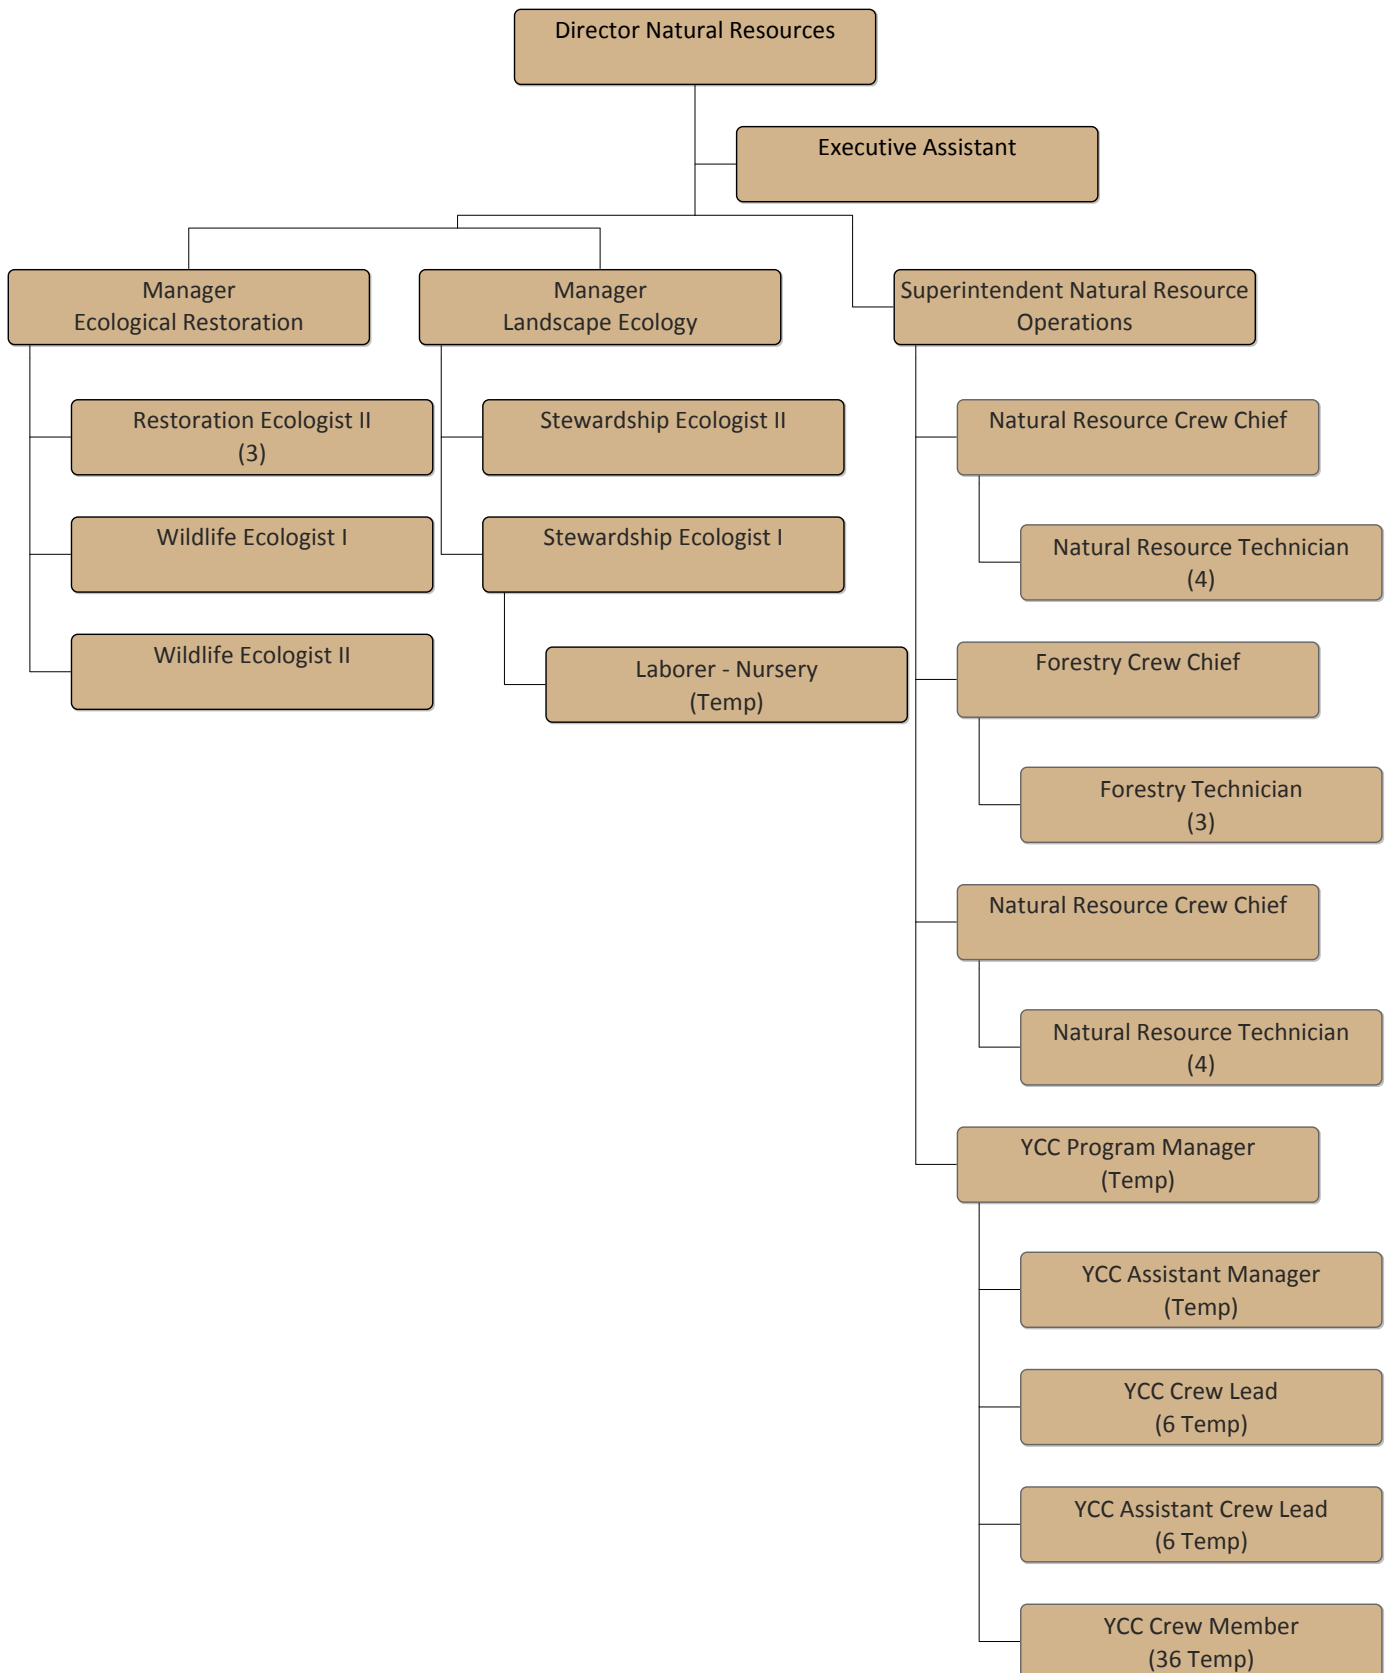 Director Natural Resources
Executive Assistant
Manager
Ecological Restoration
Manager
Landscape Ecology
Superintendent Natural Resource
Operations
Restoration Ecologist II
(3)
Wildlife Ecologist I
Wildlife Ecologist II
Stewardship Ecologist II
Stewardship Ecologist I
Laborer - Nursery
(Temp)
Natural Resource Crew Chief
Natural Resource Technician
(4)
Forestry Crew Chief
Forestry Technician
(3)
Natural Resource Crew Chief
Natural Resource Technician
(4)
YCC Program Manager
(Temp)
YCC Assistant Manager
(Temp)
YCC Crew Lead
(6 Temp)
YCC Assistant Crew Lead
(6 Temp)
YCC Crew Member
(36 Temp)